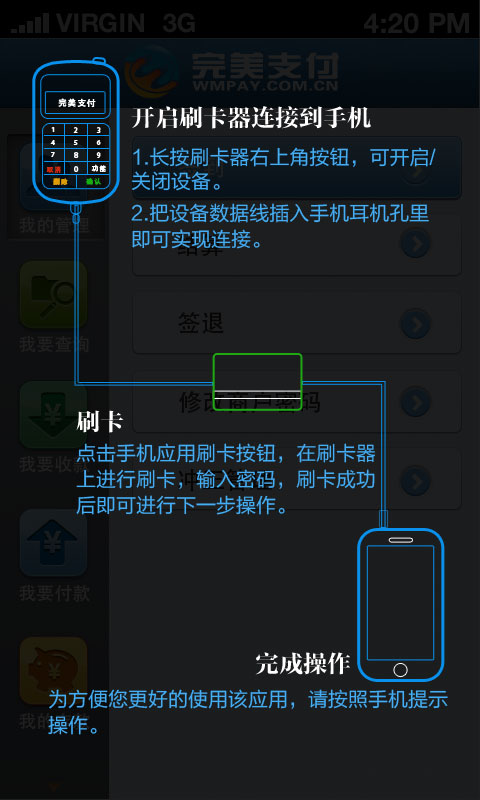 VIRGIN 3G 4:20 PM
完美支付
WMPAY.COM.CN
完美支付
1 2 3
4 5 6
7 8 9
取消 0 功能
删除 确认
开启刷卡器连接到手机
1.长按刷卡器右上角按钮，可开启/
关闭设备。
2.把设备数据线插入手机耳机孔里
即可实现连接。
我的管理
结算
我要查询
签退
修改商户密码
刷卡
我要收款
点击手机应用刷卡按钮，在刷卡器
上进行刷卡，输入密码，刷卡成功
后即可进行下一步操作。
我要付款
完成操作
为方便您更好的使用该应用，请按照手机提示
操作。